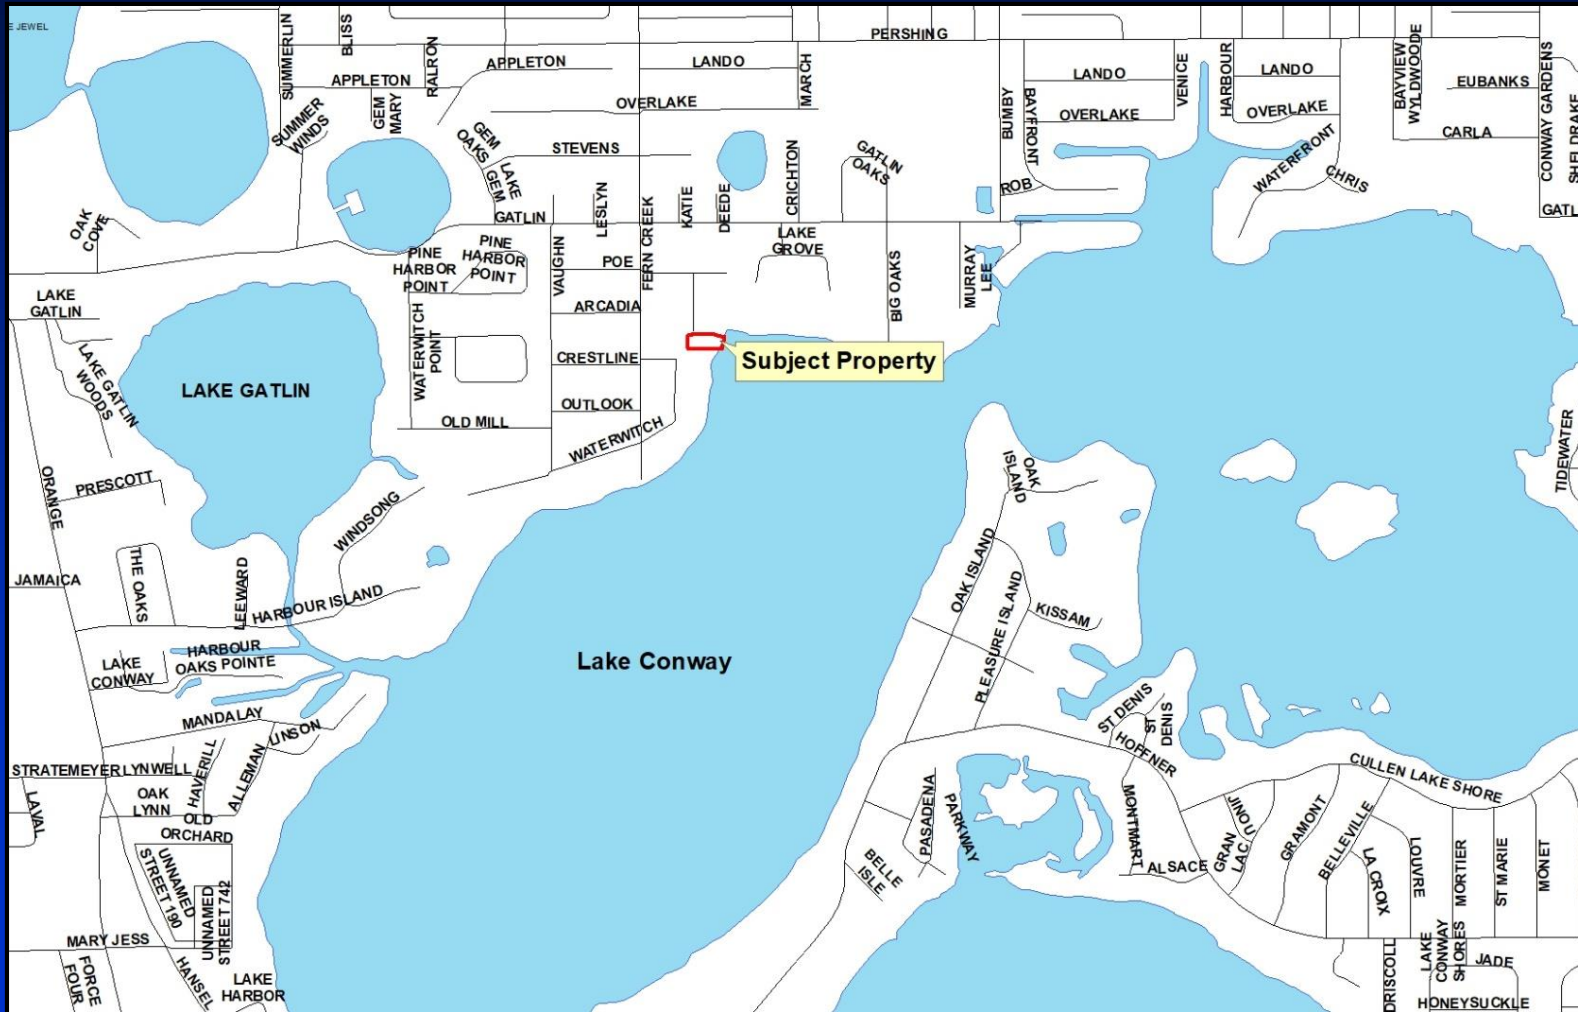 E JEWEL
SUMMERLIN
BLISS
RALRON
APPLETON
APPLETON
LANDO
MARCH
PERSHING
LANDO
VENICE
HARBOUR
LANDO
BAYVIEW
WYLDWOODE
EUBANKS
CONWAY GARDENS
SHELDRAKE
GEM
MARY
SUMMER
WINDS
OVERLAKE
BUMBY
BAYFRONT
OVERLAKE
OVERLAKE
CARLA
GEM
OAKS
STEVENS
LAKE
GEM
GATLIN
OAKS
CRICHTON
ROB
WATERFRONT
CHRIS
GATL
OAK
COVE
GATLIN
LESLYN
FERN CREEK
KATIE
DEEDE
LAKE
GROVE
BIG OAKS
MURRAY
LEE
PINE
HARBOR
POINT
PINE
HARBOR
POINT
VAUGHN
POE
ARCADIA
LAKE
GATLIN
LAKE GATLIN
WOODS
LAKE GATLIN
WATERWITCH
POINT
CRESTLINE
Subject Property
OUTLOOK
OLD MILL
WATERWITCH
TIDEWATER
OAK
ISLAND
ORANGE
PRESCOTT
WINDSONG
OAK ISLAND
PLEASURE ISLAND
KISSAM
JAMAICA
THE OAKS
LEEWARD
HARBOUR ISLAND
HARBOUR
OAKS POINTE
LAKE
CONWAY
Lake Conway
MANDALAY
LINSON
ST DENIS
ST
DENIS
HOFFNER
CULLEN LAKE SHORE
STRATEMEYER
LYNWELL
HAVERILL
ALLEMAN
OAK
LYNN
OLD
ORCHARD
LAVAL
UNNAMED
STREET 190
UNNAMED
STREET 742
PASADENA
PARKWAY
BELLE
ISLE
MONTMART
ALSACE
JINOU
GRAN
LAC
GRAMONT
BELLEVILLE
LA CROIX
LOUVRE
MORTIER
ST MARIE
MONET
MARY JESS
FORCE
FOUR
HANSEL
LAKE
HARBOR
DRISCOLL
LAKE
CONWAY
SHORES
JADE
HONEYSUCKLE